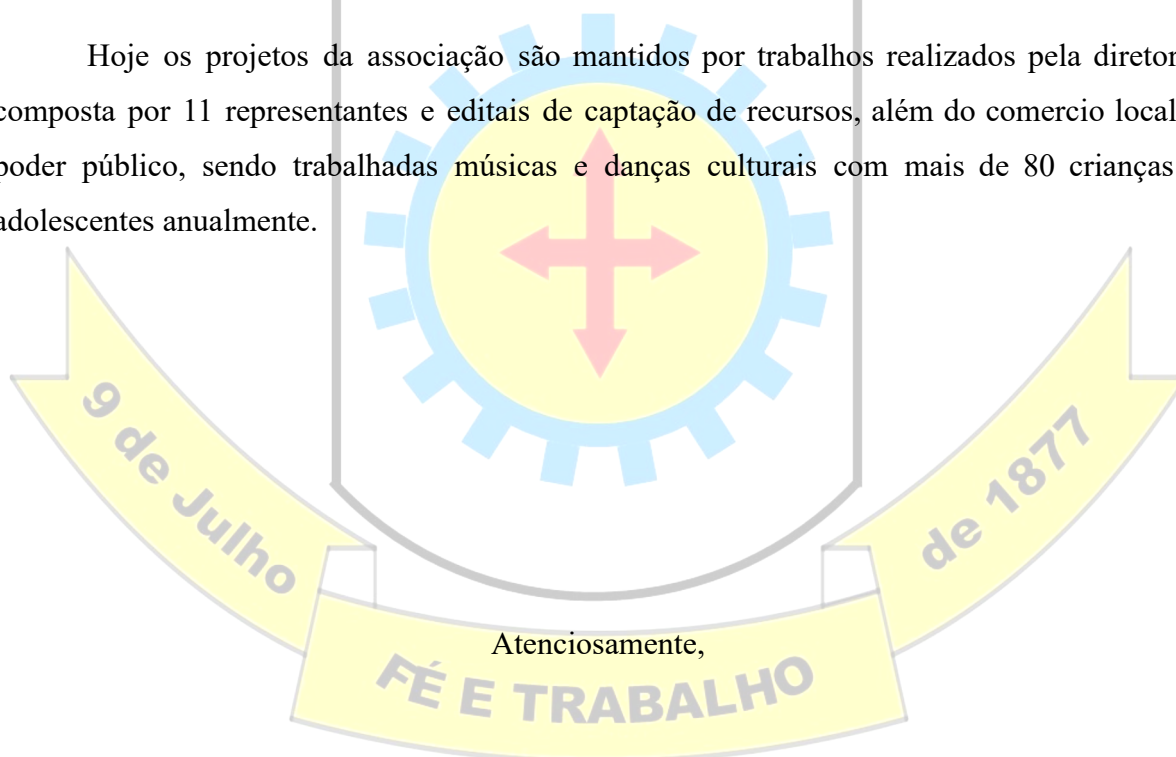 Hoje os projetos da associação são mantidos por trabalhos realizados pela diretor
composta por 11 representantes e editais de captação de recursos, além do comercio local
poder público, sendo trabalhadas músicas e danças culturais com mais de 80 crianças
adolescentes anualmente.
9 de Julho
de 1877
Atenciosamente,
FÉ E TRABALHO